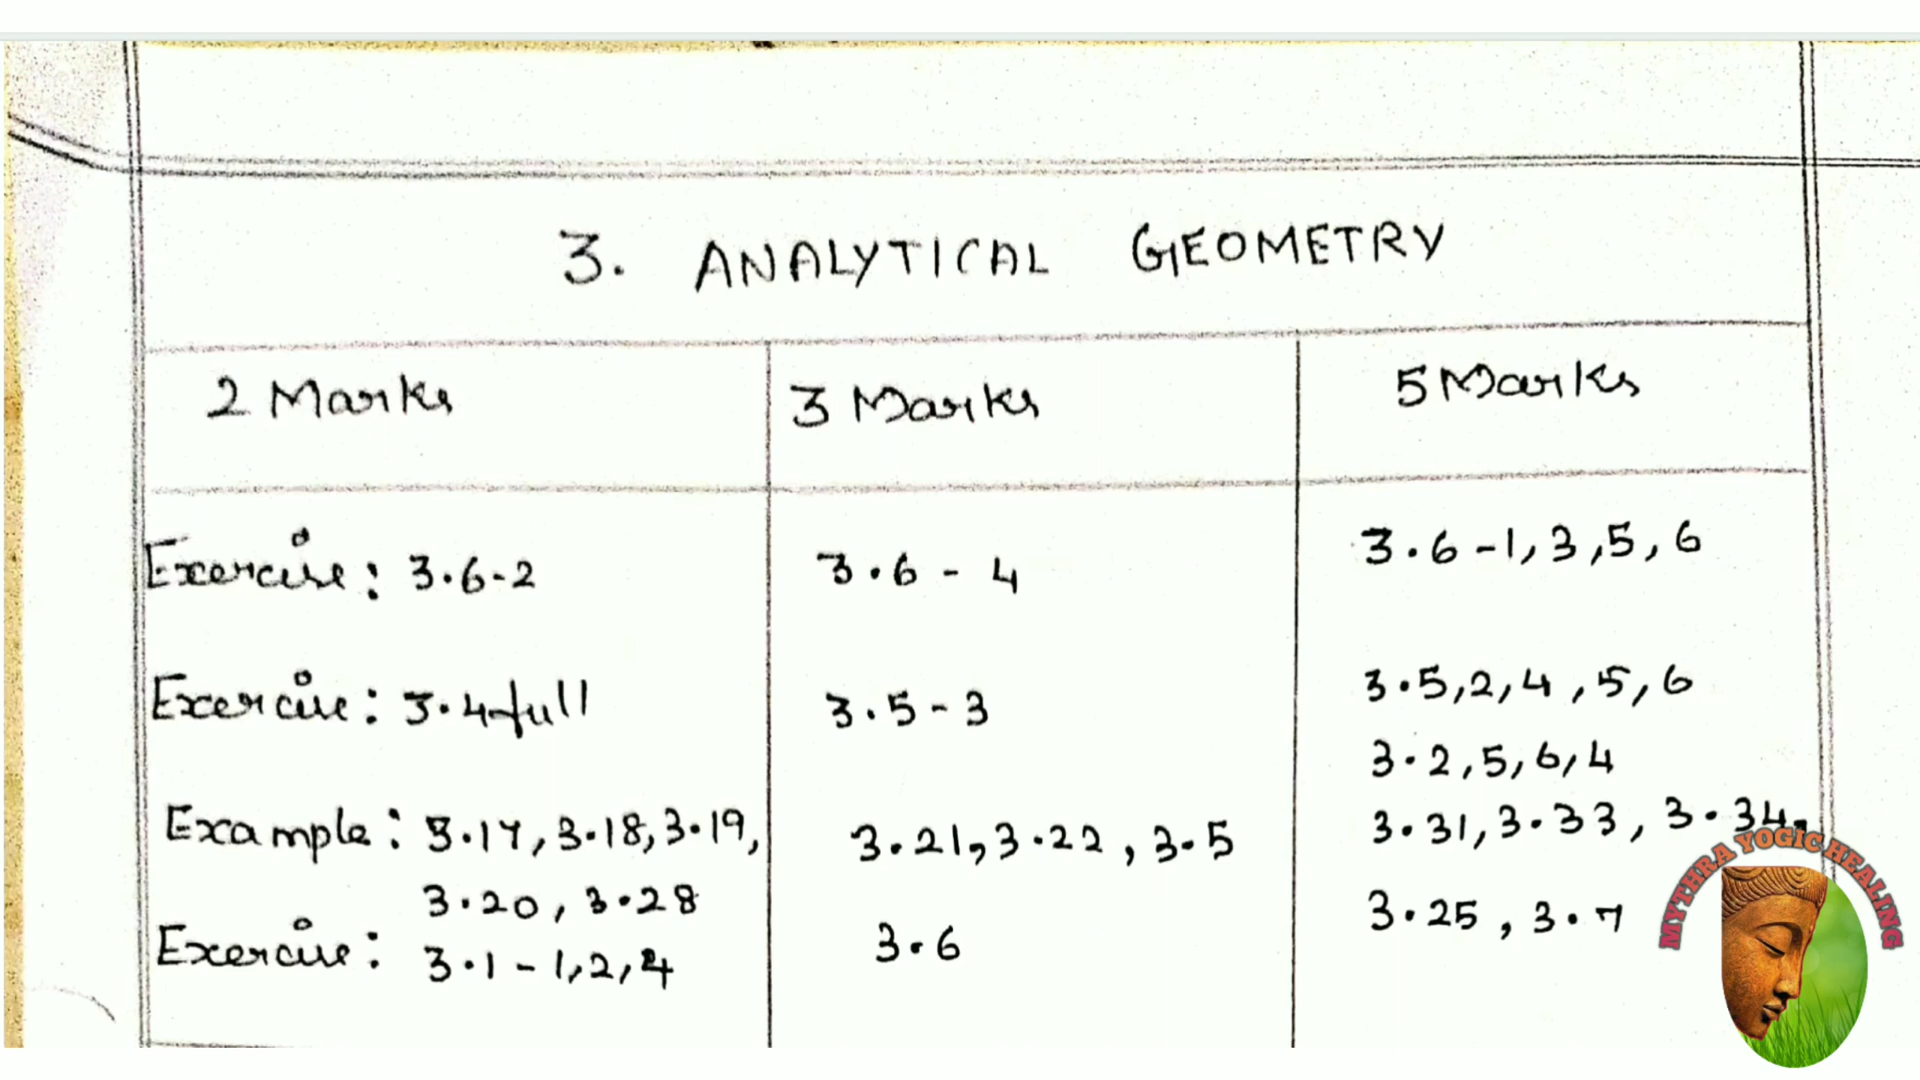 3. ANALYTICAL GEOMETRY
2 Marks 3 Marks 5 Marks
Exercise: 3.6-2 3.6 - 4 3.6-1,3,5,6
Exercise: 3.4-full 3.5-3 3.5,2,4,5,6
3.2,5,6,4
Example: 3.17, 3.18, 3.19, 3.21, 3.22, 3.5 3.31, 3.33, 3.34,
3.20, 3.28 3.25, 3.7
Exercise: 3.1-1,2,4 3.6
MYTHRA YOGIC HEALING